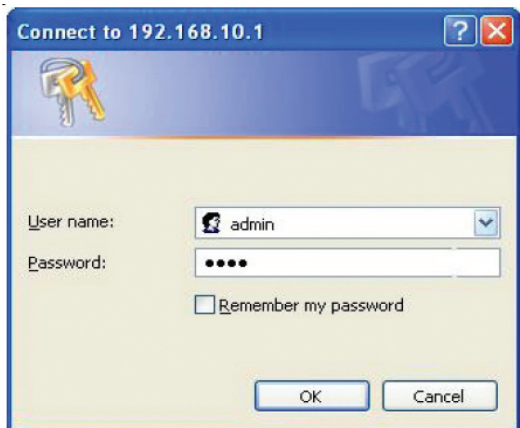 Connect to 192.168.10.1
User name:
admin
Password:
••••
Remember my password
OK
Cancel